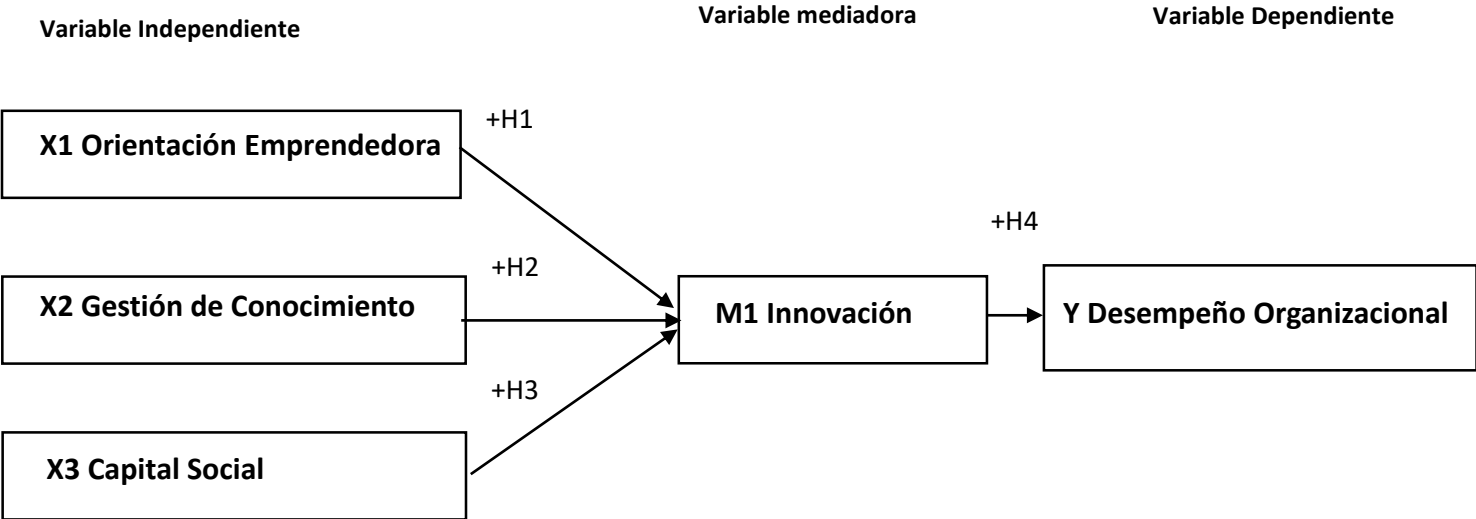 Variable Independiente
Variable mediadora
Variable Dependiente
+H1
X1 Orientación Emprendedora
+H4
+H2
X2 Gestión de Conocimiento
M1 Innovación
Y Desempeño Organizacional
+H3
X3 Capital Social